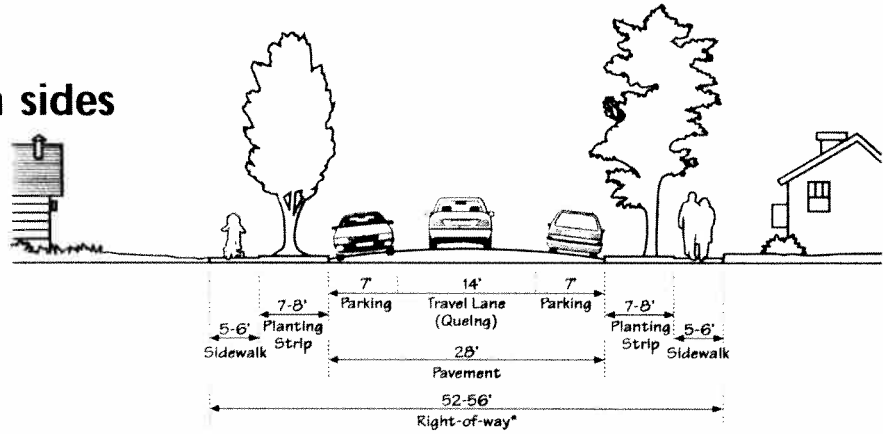 sides
7'
14'
7'
Parking
Travel Lane
(Queing)
Parking
7-8'
Planting
Strip
7-8'
Planting
Strip
5-6'
Sidewalk
5-6'
Sidewalk
28'
Pavement
52-56'
Right-of-way*